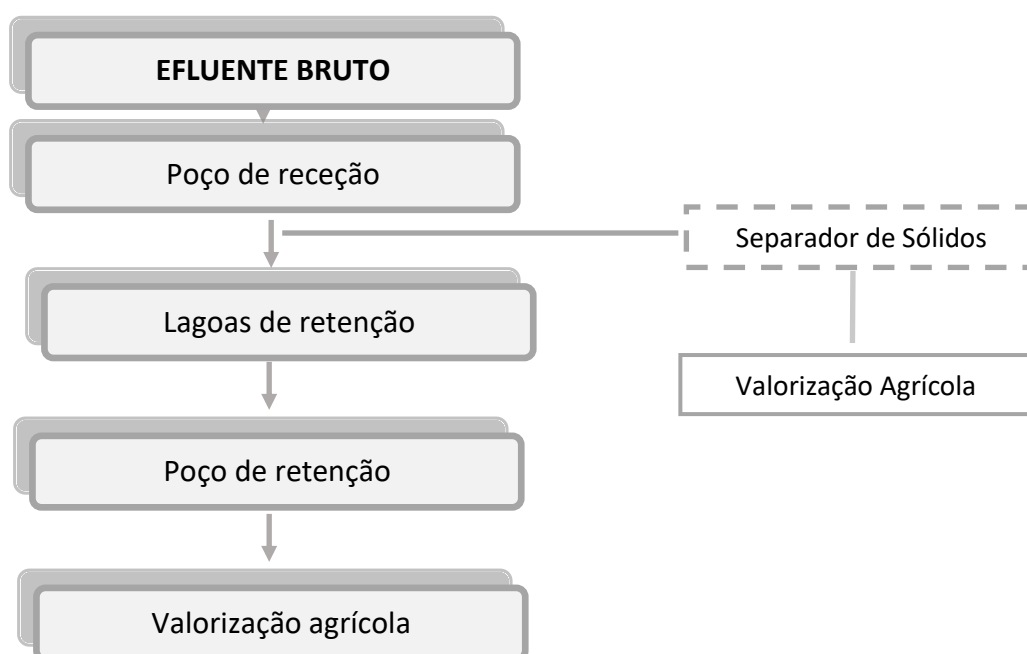 EFLUENTE BRUTO
Poço de receção
Separador de Sólidos
Lagoas de retenção
Valorização Agrícola
Poço de retenção
Valorização agrícola